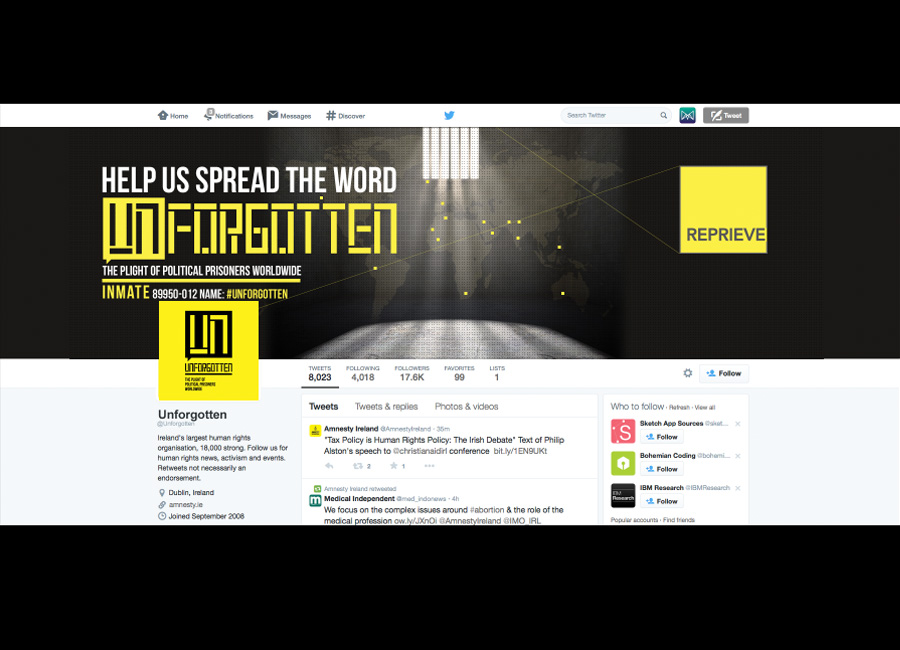 Home
2
Notifications
Messages
Discover
Search Twitter
Tweet
HELP US SPREAD THE WORD
UNFORGOTTEN
THE PLIGHT OF POLITICAL PRISONERS WORLDWIDE
INMATE 89950-012 NAME: #UNFORGOTTEN
REPRIEVE
UN
UNFORGOTTEN
THE PLIGHT OF
POLITICAL PRISONERS
WORLDWIDE
TWEETS
8,023
FOLLOWING
4,018
FOLLOWERS
17.6K
FAVORITES
99
LISTS
1
Follow
Unforgotten
@Unforgotten
Ireland's largest human rights
organisation, 18,000 strong. Follow us for
human rights news, activism and events.
Retweets not necessarily an
endorsement.
Dublin, Ireland
amnesty.ie
Joined September 2008
Tweets
Tweets & replies
Photos & videos
Amnesty Ireland @AmnestyIreland · 35m
"Tax Policy is Human Rights Policy: The Irish Debate" Text of Philip
Alston's speech to @christianaidirl conference bit.ly/1EN9UKt
2
1
Amnesty Ireland retweeted
Medical Independent @med_indonews · 4h
We focus on the complex issues around #abortion & the role of the
medical profession ow.ly/JXnOi @AmnestyIreland @IMO_IRL
Who to follow · Refresh · View all
Sketch App Sources @sket...
Follow
Bohemian Coding @bohemi...
Follow
IBM
Research
IBM Research @IBMResearch
Follow
Popular accounts · Find friends